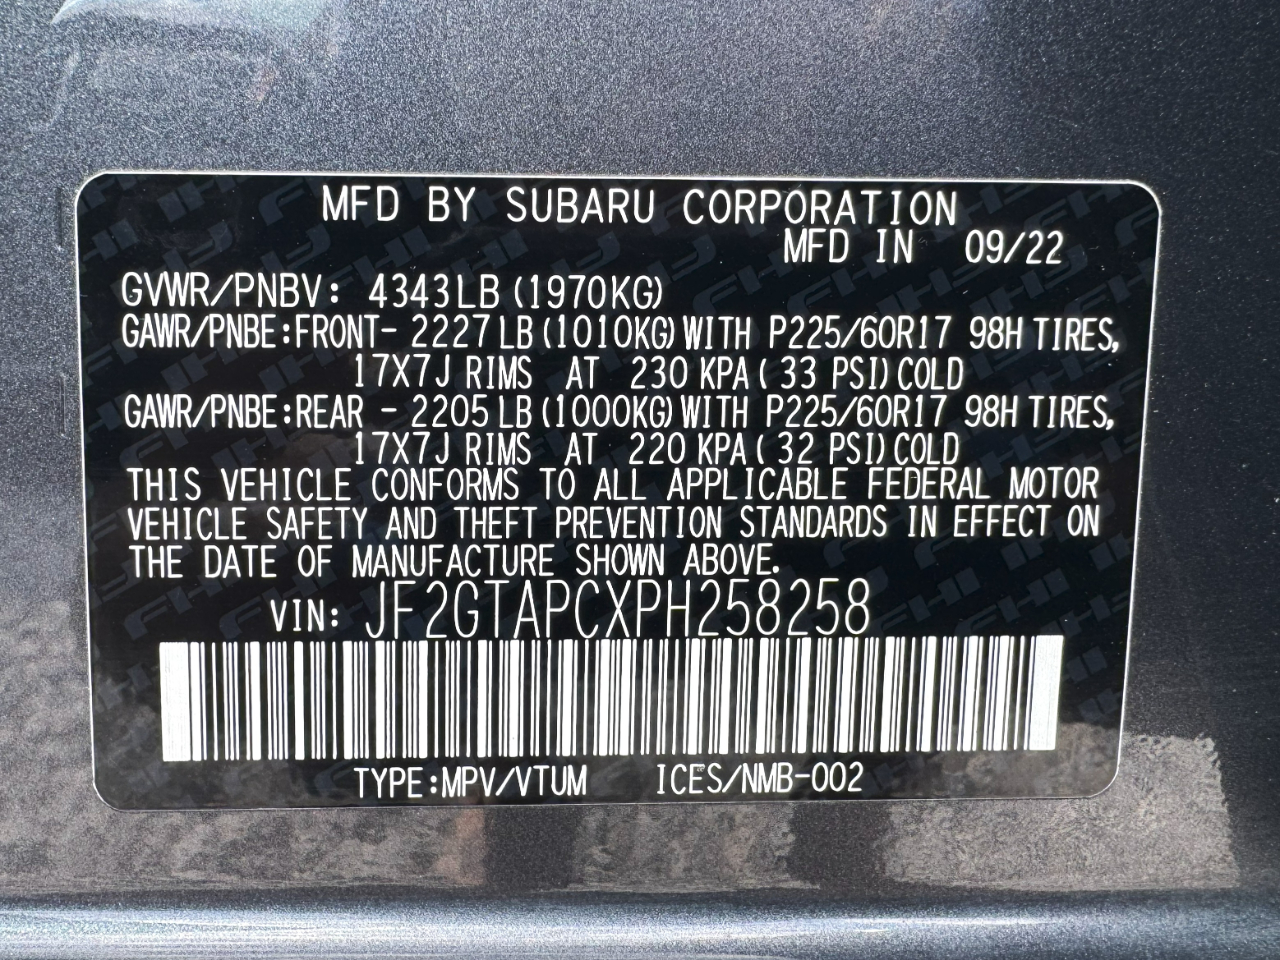 MFD BY SUBARU CORPORATION
MFD IN 09/22
GVWR/PNBV: 4343LB (1970KG)
GAWR/PNBE:FRONT- 2227LB (1010KG) WITH P225/60R17 98H TIRES,
17X7J RIMS AT 230 KPA ( 33 PSI) COLD
GAWR/PNBE:REAR - 2205LB (1000KG) WITH P225/60R17 98H TIRES,
17X7J RIMS AT 220 KPA ( 32 PSI) COLD
THIS VEHICLE CONFORMS TO ALL APPLICABLE FEDERAL MOTOR
VEHICLE SAFETY AND THEFT PREVENTION STANDARDS IN EFFECT ON
THE DATE OF MANUFACTURE SHOWN ABOVE.
VIN: JF2GTAPCXPH258258
TYPE:MPV/VTUM ICES/NMB-002